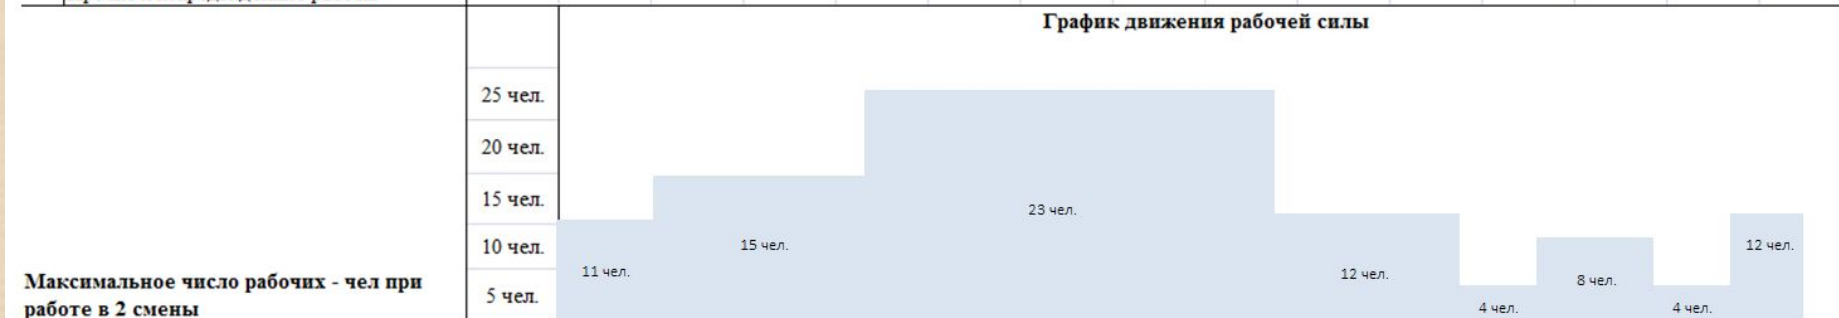 График движения рабочей силы
25 чел.
20 чел.
15 чел.
10 чел.
5 чел.
Максимальное число рабочих - чел при
работе в 2 смены
11 чел.
15 чел.
23 чел.
12 чел.
4 чел.
8 чел.
4 чел.
12 чел.